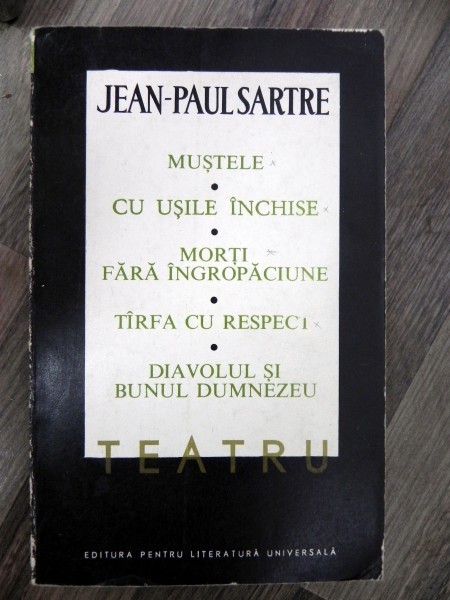 JEAN-PAUL SARTRE
MUȘTELE
•
CU UȘILE ÎNCHISE
•
MORȚI
FĂRĂ ÎNGROPĂCIUNE
•
TÎRFA CU RESPECT
•
DIAVOLUL ȘI
BUNUL DUMNEZEU
TEATRU
EDITURA PENTRU LITERATURĂ UNIVERSALĂ